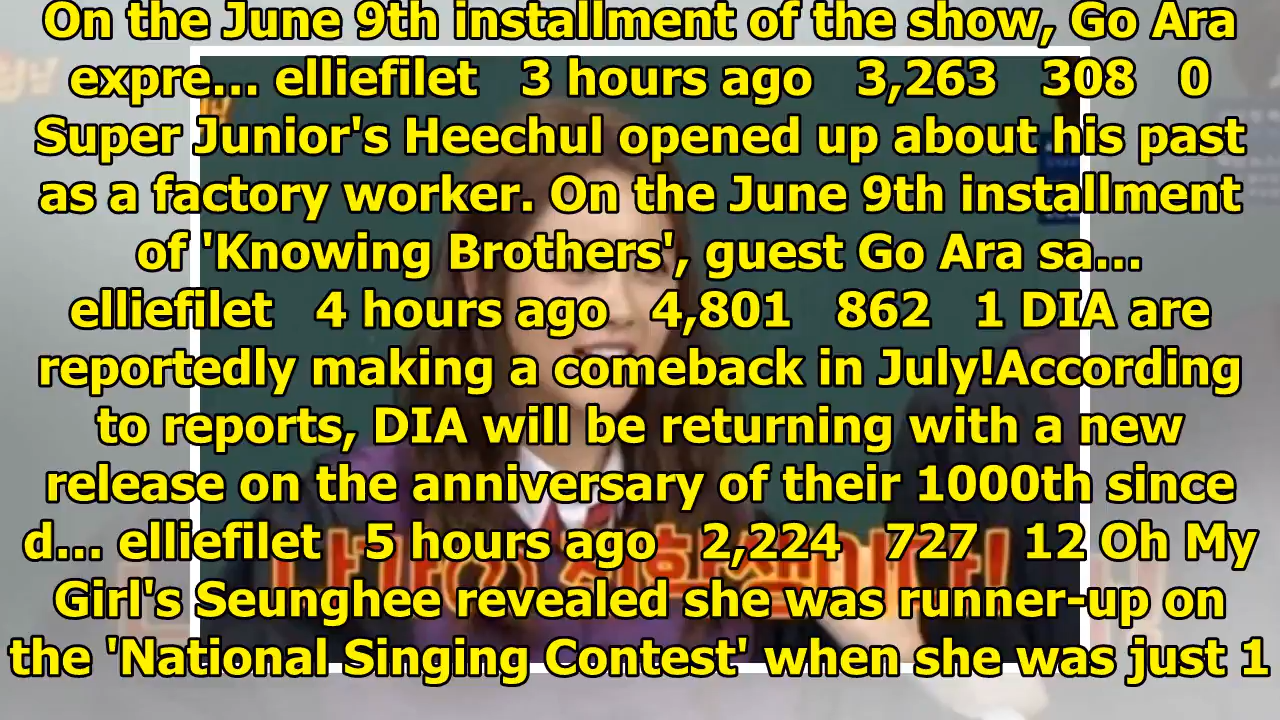 On the June 9th installment of the show, Go Ara
expre... elliefilet 3 hours ago 3,263 308 0
Super Junior's Heechul opened up about his past
as a factory worker. On the June 9th installment
of 'Knowing Brothers', guest Go Ara sa...
elliefilet 4 hours ago 4,801 862 1 DIA are
reportedly making a comeback in July!According
to reports, DIA will be returning with a new
release on the anniversary of their 1000th since
d... elliefilet 5 hours ago 2,224 727 12 Oh My
Girl's Seunghee revealed she was runner-up on
the 'National Singing Contest' when she was just 1